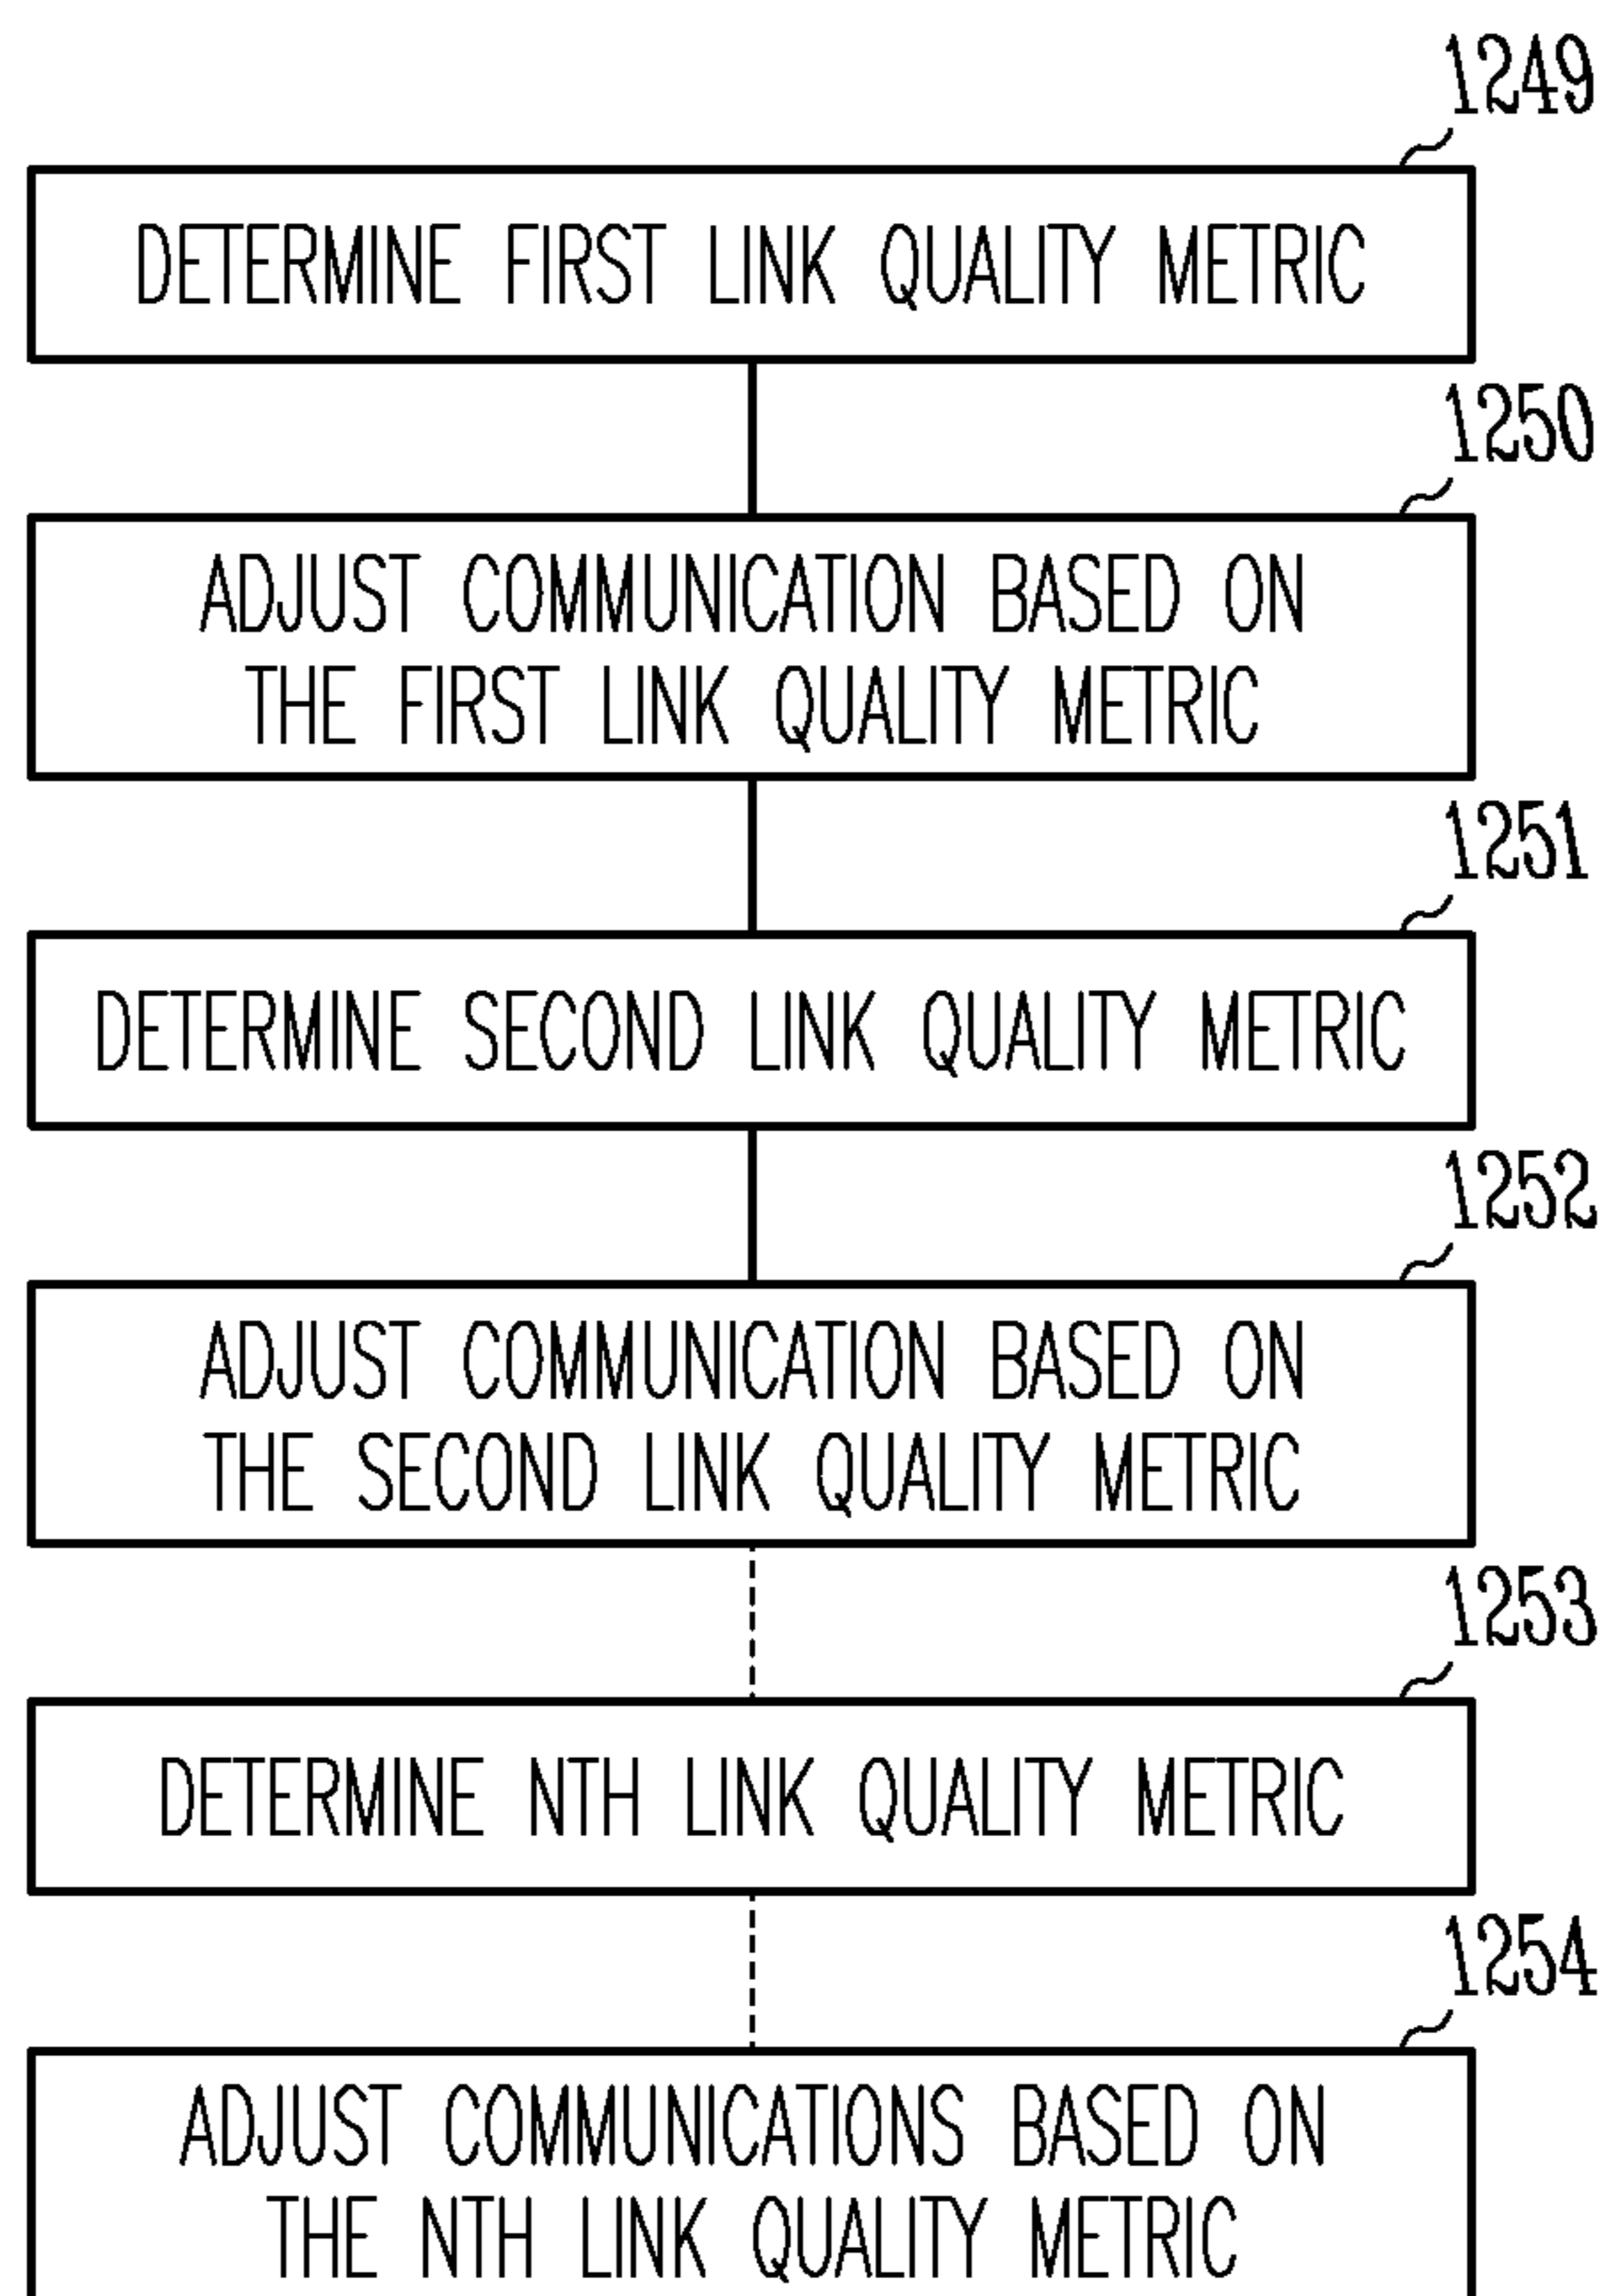 1249
DETERMINE FIRST LINK QUALITY METRIC
1250
ADJUST COMMUNICATION BASED ON
THE FIRST LINK QUALITY METRIC
1251
DETERMINE SECOND LINK QUALITY METRIC
1252
ADJUST COMMUNICATION BASED ON
THE SECOND LINK QUALITY METRIC
1253
DETERMINE NTH LINK QUALITY METRIC
1254
ADJUST COMMUNICATIONS BASED ON
THE NTH LINK QUALITY METRIC